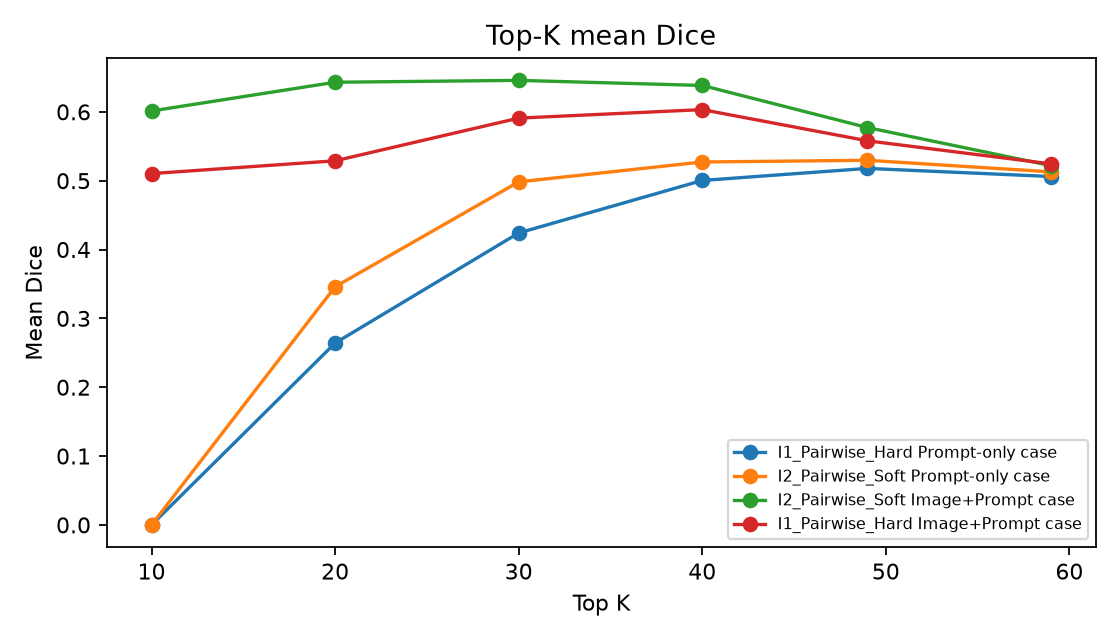 Top-K mean Dice
Mean Dice
0.6
0.5
0.4
0.3
0.2
0.1
0.0
10 20 30 40 50 60
Top K
I1_Pairwise_Hard Prompt-only case
I2_Pairwise_Soft Prompt-only case
I2_Pairwise_Soft Image+Prompt case
I1_Pairwise_Hard Image+Prompt case